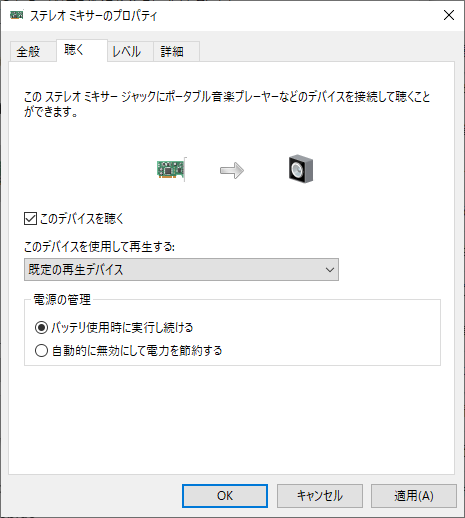 ステレオ ミキサーのプロパティ
全般
聴く
レベル
詳細
この ステレオ ミキサー ジャックにポータブル音楽プレーヤーなどのデバイスを接続して聴くこと
ができます。
このデバイスを聴く
このデバイスを使用して再生する:
既定の再生デバイス
電源の管理
バッテリ使用時に実行し続ける
自動的に無効にして電力を節約する
OK
キャンセル
適用(A)